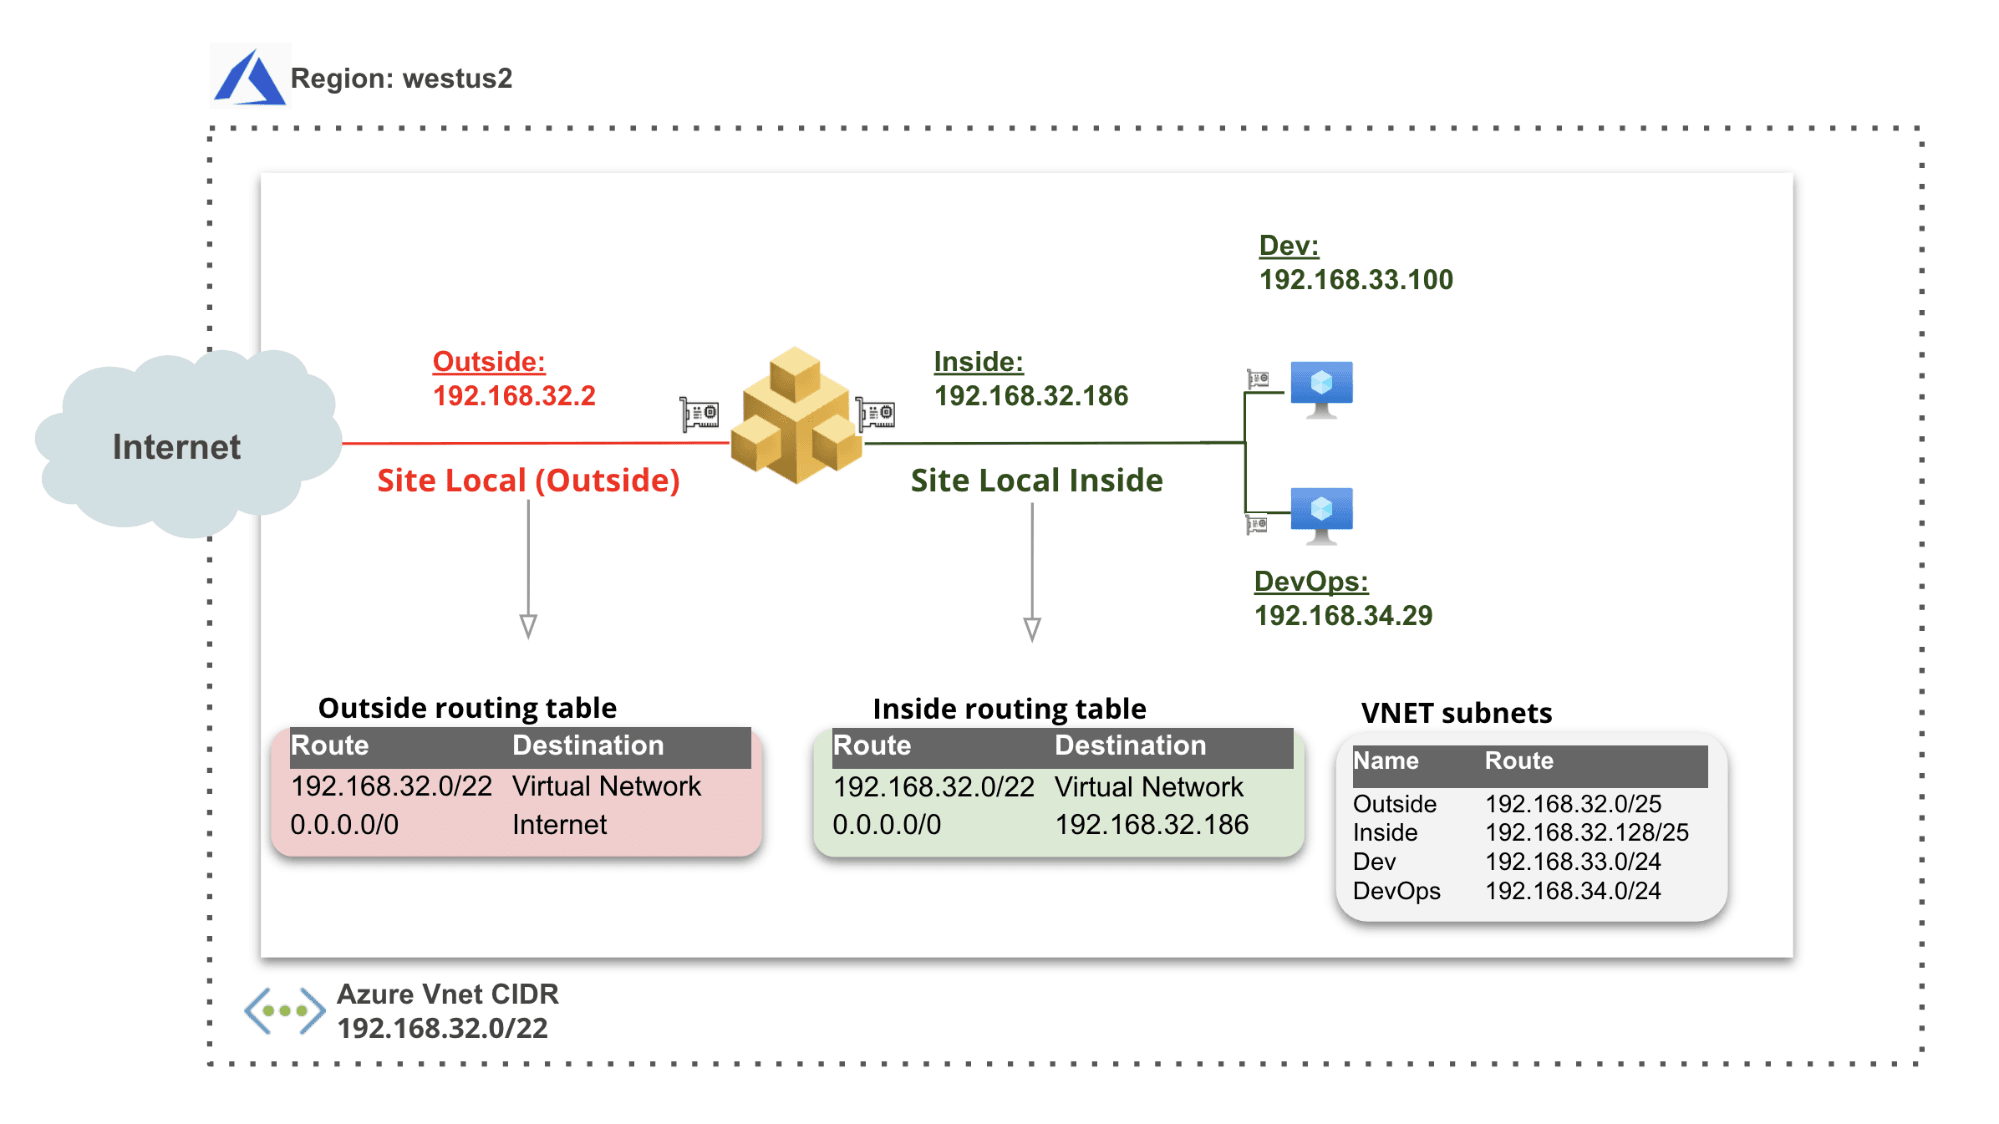 Region: westus2
Dev:
192.168.33.100
Outside:
192.168.32.2
Inside:
192.168.32.186
Internet
Site Local (Outside)
Site Local Inside
DevOps:
192.168.34.29
Outside routing table
Route Destination
192.168.32.0/22 Virtual Network
0.0.0.0/0 Internet
Inside routing table
Route Destination
192.168.32.0/22 Virtual Network
0.0.0.0/0 192.168.32.186
VNET subnets
Name Route
Outside 192.168.32.0/25
Inside 192.168.32.128/25
Dev 192.168.33.0/24
DevOps 192.168.34.0/24
Azure Vnet CIDR
192.168.32.0/22